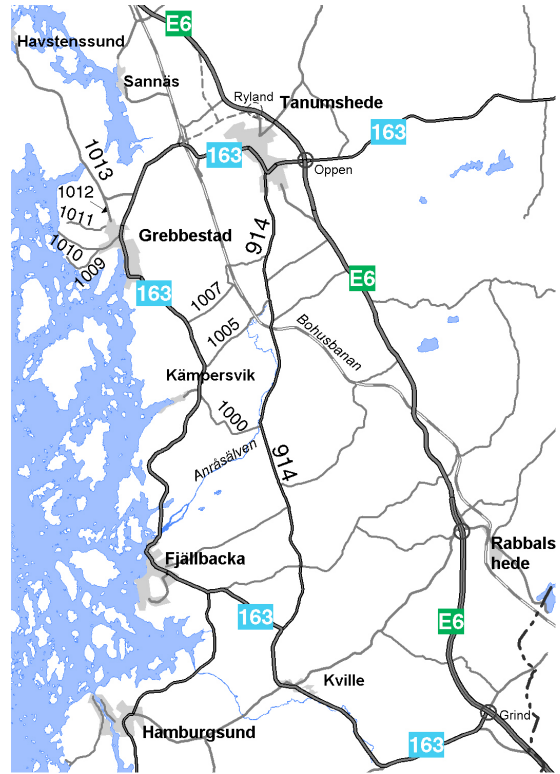 E6
Havstenssund
Sannäs
Ryland
Tanumshede
163
163
Oppen
1013
1012
1011
Grebbestad
914
1010
1009
E6
163
1007
1005
Bohusbanan
Kämpersvik
1000
Anråsälven
914
Rabbals
hede
Fjällbacka
163
E6
Kville
Grind
Hamburgsund
163